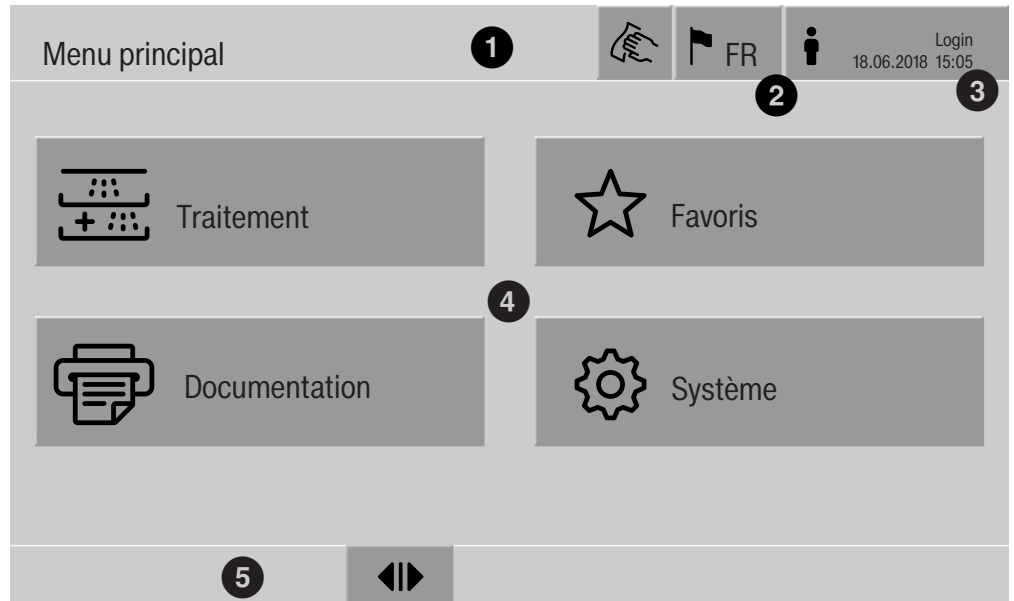 Menu principal
1
FR
2
Login
18.06.2018 15:05
3
Traitement
Favoris
4
Documentation
Système
5